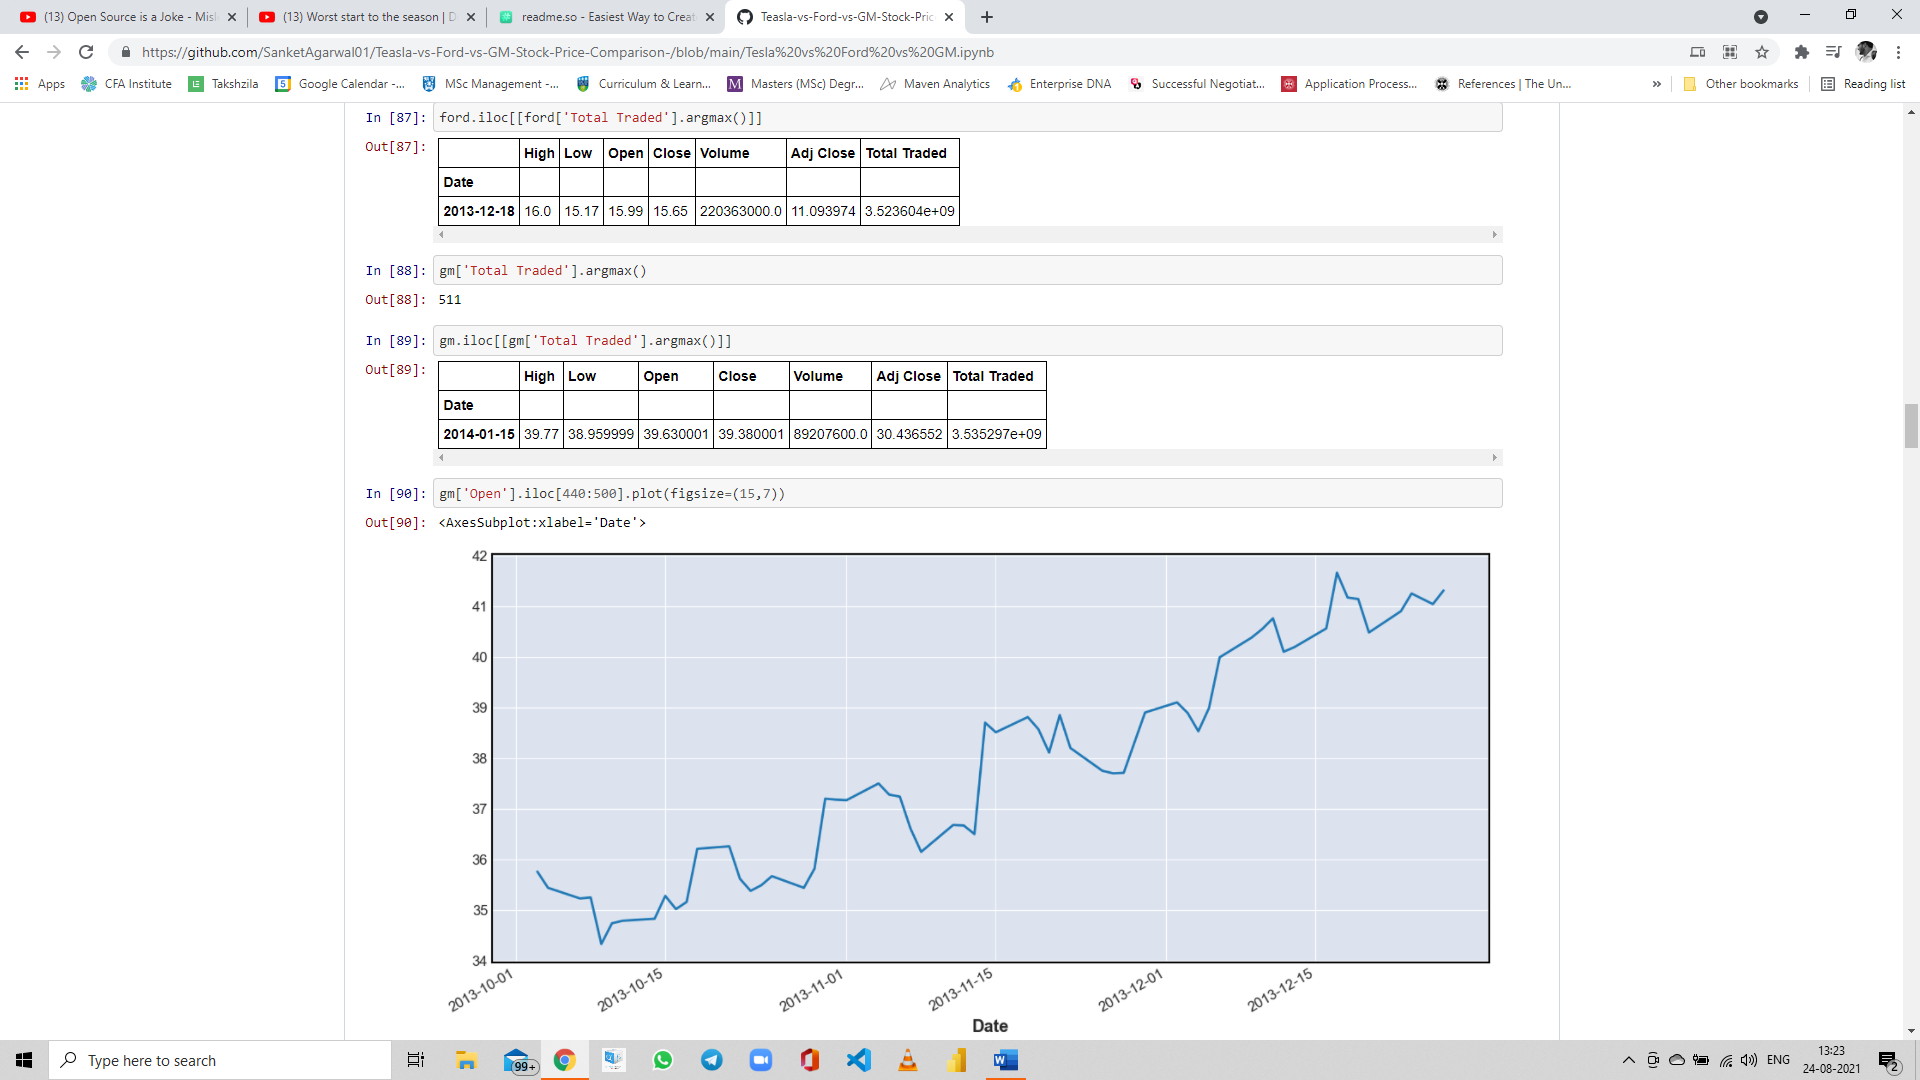 (13) Open Source is a Joke - Misl
(13) Worst start to the season | D
readme.so - Easiest Way to Creat
Teasla-vs-Ford-vs-GM-Stock-Pric
https://github.com/SanketAgarwal01/Teasla-vs-Ford-vs-GM-Stock-Price-Comparison-/blob/main/Tesla%20vs%20Ford%20vs%20GM.ipynb
Apps CFA Institute Takshzila Google Calendar -... MSc Management -... Curriculum & Learn... Masters (MSc) Degr... Maven Analytics Enterprise DNA Successful Negotiat... Application Process... References | The Un... » Other bookmarks Reading list
In [87]: ford.iloc[[ford['Total Traded'].argmax()]]
Out[87]:
High Low Open Close Volume Adj Close Total Traded
Date
2013-12-18 16.0 15.17 15.99 15.65 220363000.0 11.093974 3.523604e+09
In [88]: gm['Total Traded'].argmax()
Out[88]: 511
In [89]: gm.iloc[[gm['Total Traded'].argmax()]]
Out[89]:
High Low Open Close Volume Adj Close Total Traded
Date
2014-01-15 39.77 38.959999 39.630001 39.380001 89207600.0 30.436552 3.535297e+09
In [90]: gm['Open'].iloc[440:500].plot(figsize=(15,7))
Out[90]: <AxesSubplot:xlabel='Date'>
42
41
40
39
38
37
36
35
34
2013-10-01 2013-10-15 2013-11-01 2013-11-15 2013-12-01 2013-12-15
Date
Type here to search
99+
ENG
13:23
24-08-2021
2